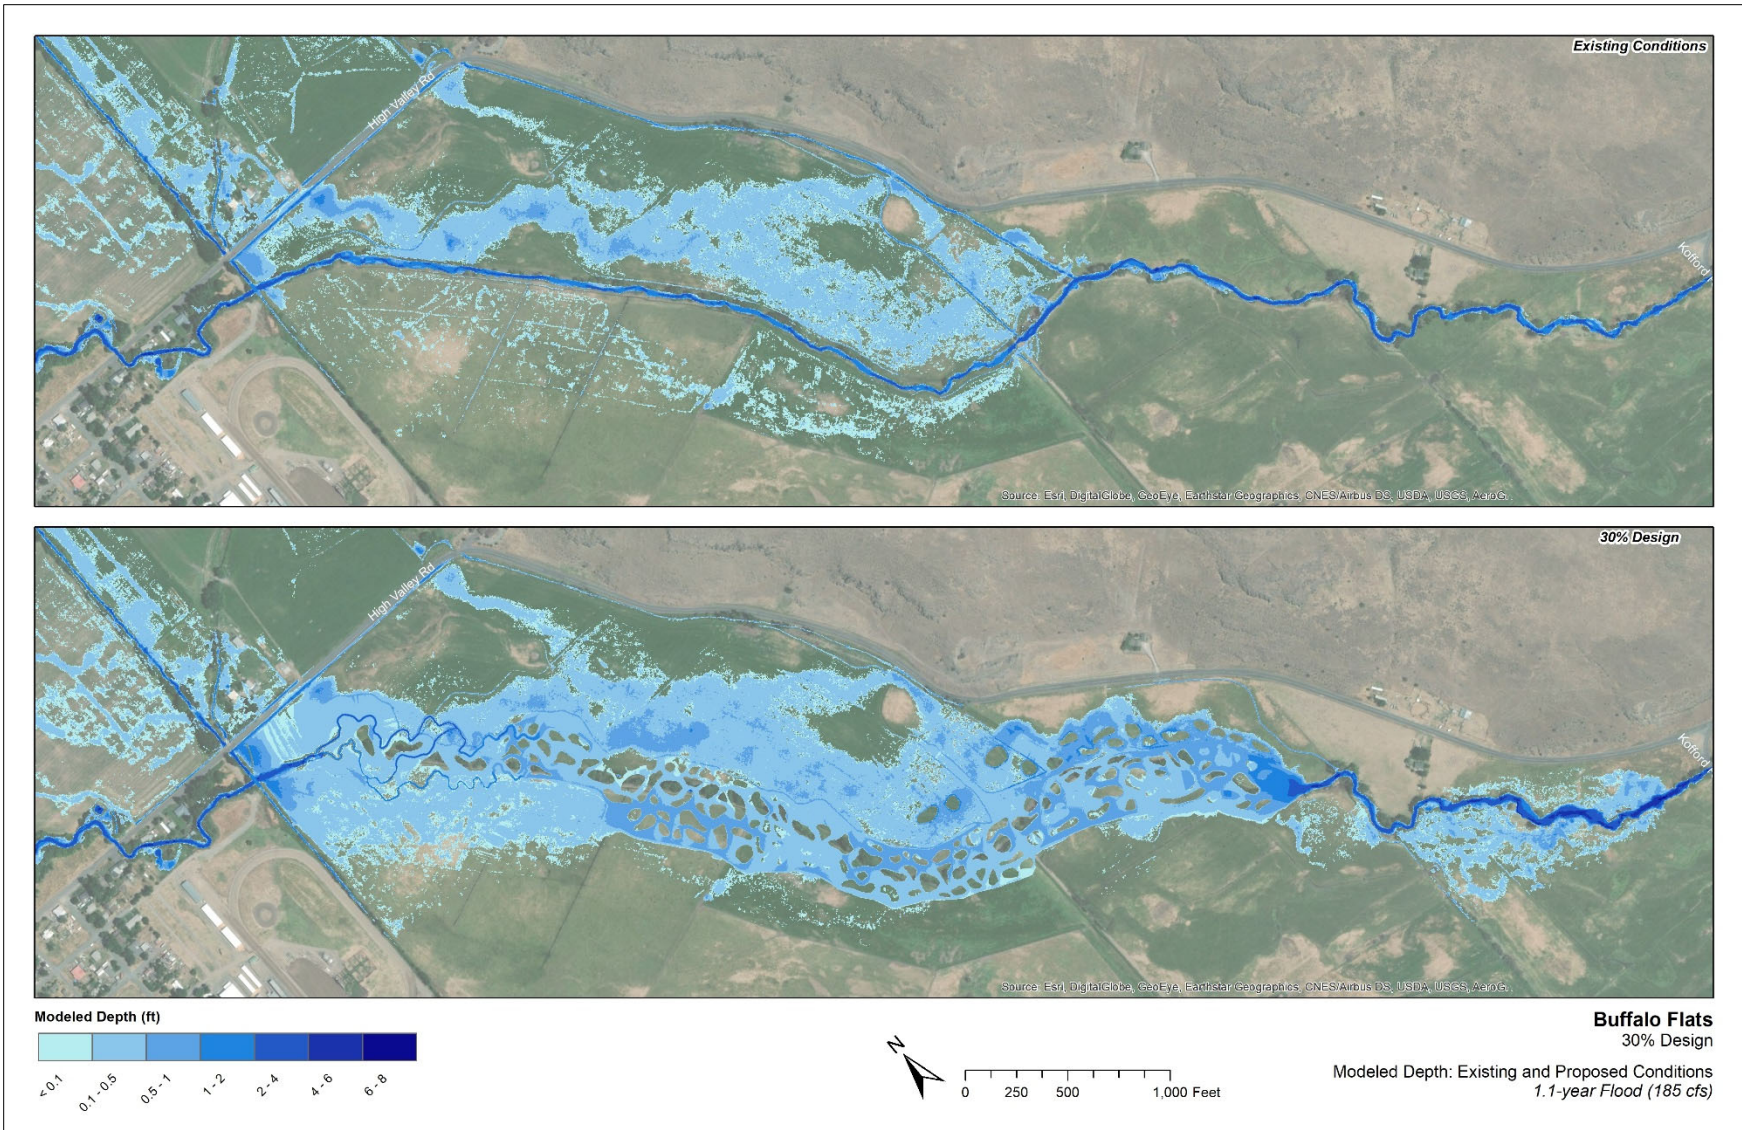 Existing Conditions
High Valley Rd
Kofford
Source: Esri, DigitalGlobe, GeoEye, Earthstar Geographics, CNES/Airbus DS, USDA, USGS, AeroG...
30% Design
High Valley Rd
Kofford
Source: Esri, DigitalGlobe, GeoEye, Earthstar Geographics, CNES/Airbus DS, USDA, USGS, AeroG...
Modeled Depth (ft)
< 0.1
0.1 - 0.5
0.5 - 1
1 - 2
2 - 4
4 - 6
6 - 8
N
0 250 500 1,000 Feet
Buffalo Flats
30% Design
Modeled Depth: Existing and Proposed Conditions
1.1-year Flood (185 cfs)